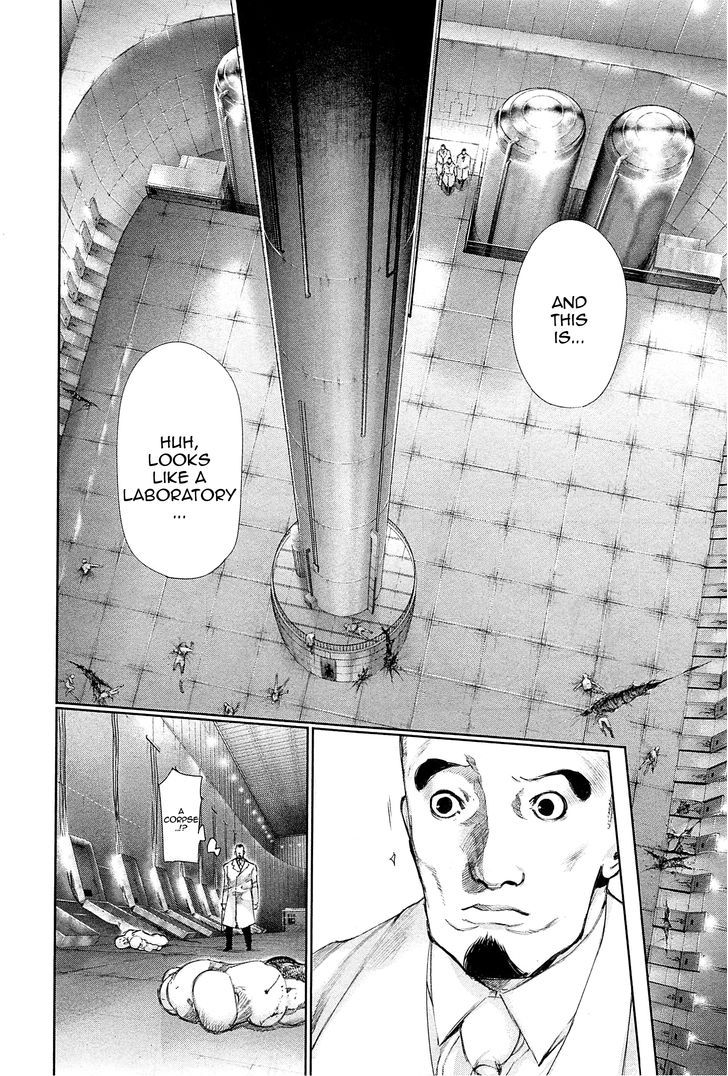 AND
THIS
IS...
HUH,
LOOKS
LIKE A
LABORATORY
...
A
CORPSE
...!?